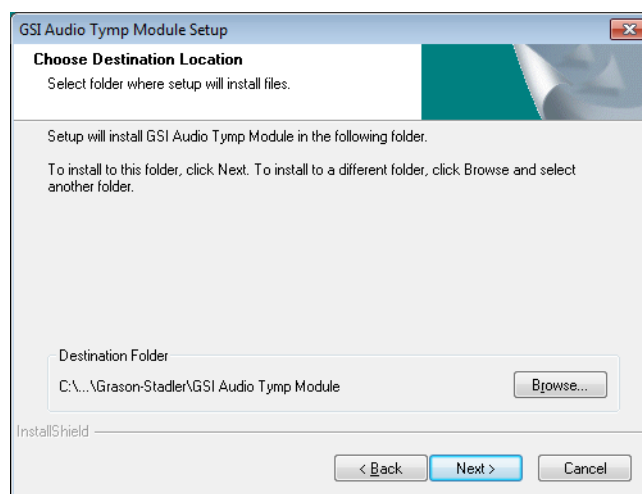 GSI Audio Tymp Module Setup
Choose Destination Location
Select folder where setup will install files.
Setup will install GSI Audio Tymp Module in the following folder.
To install to this folder, click Next. To install to a different folder, click Browse and select
another folder.
Destination Folder
C:\...\Grason-Stadler\GSI Audio Tymp Module
Browse...
InstallShield
< Back
Next >
Cancel